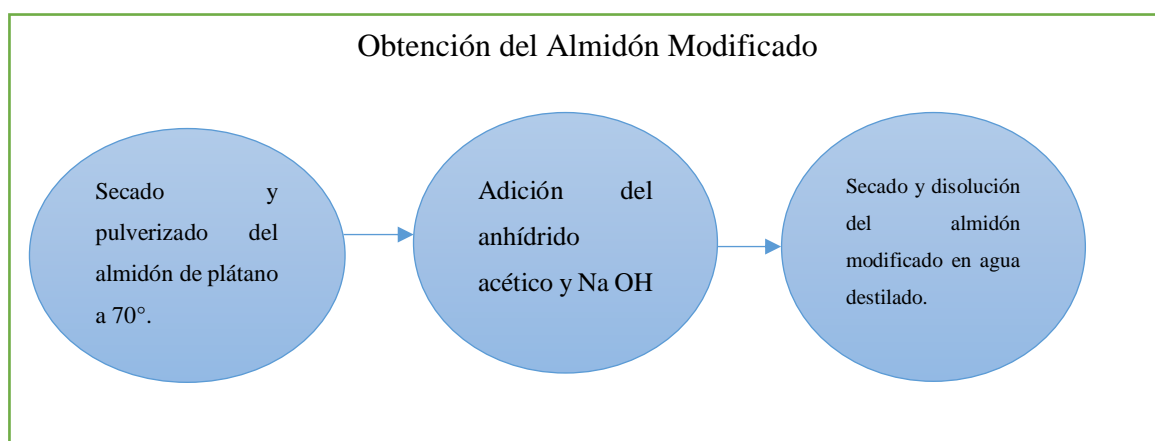 Obtención del Almidón Modificado
Secado y
pulverizado del
almidón de plátano
a 70°.
Adición del
anhídrido
acético y Na OH
Secado y disolución
del almidón
modificado en agua
destilado.